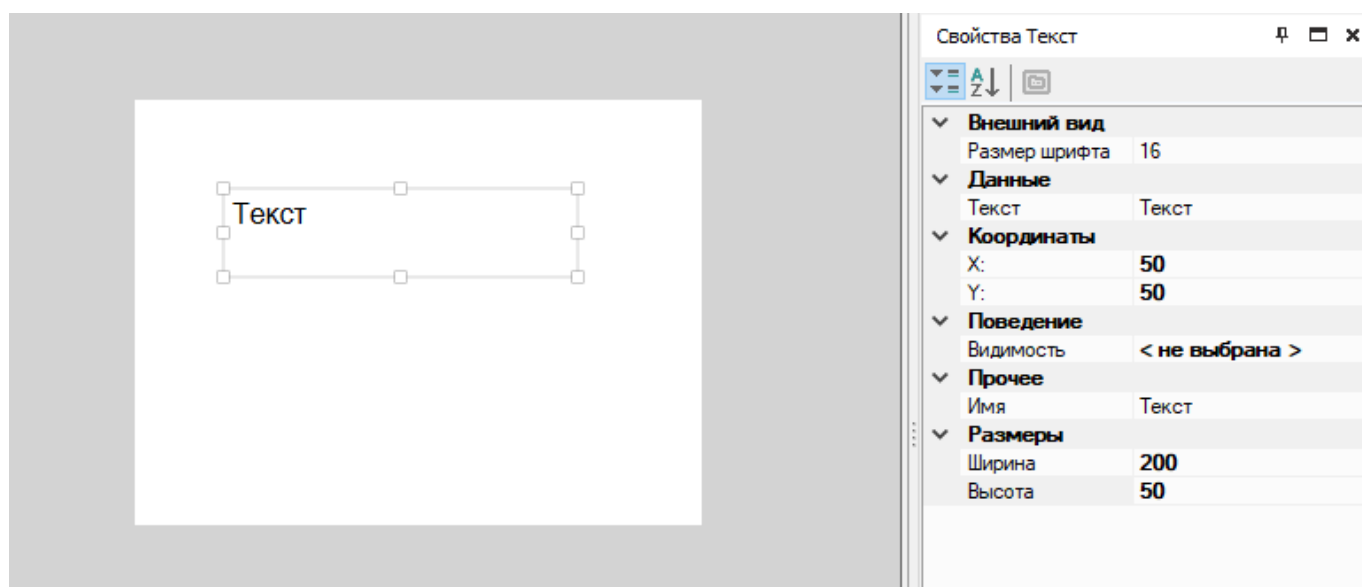 Текст
Свойства Текст
Внешний вид
Размер шрифта 16
Данные
Текст Текст
Координаты
X: 50
Y: 50
Поведение
Видимость < не выбрана >
Прочее
Имя Текст
Размеры
Ширина 200
Высота 50